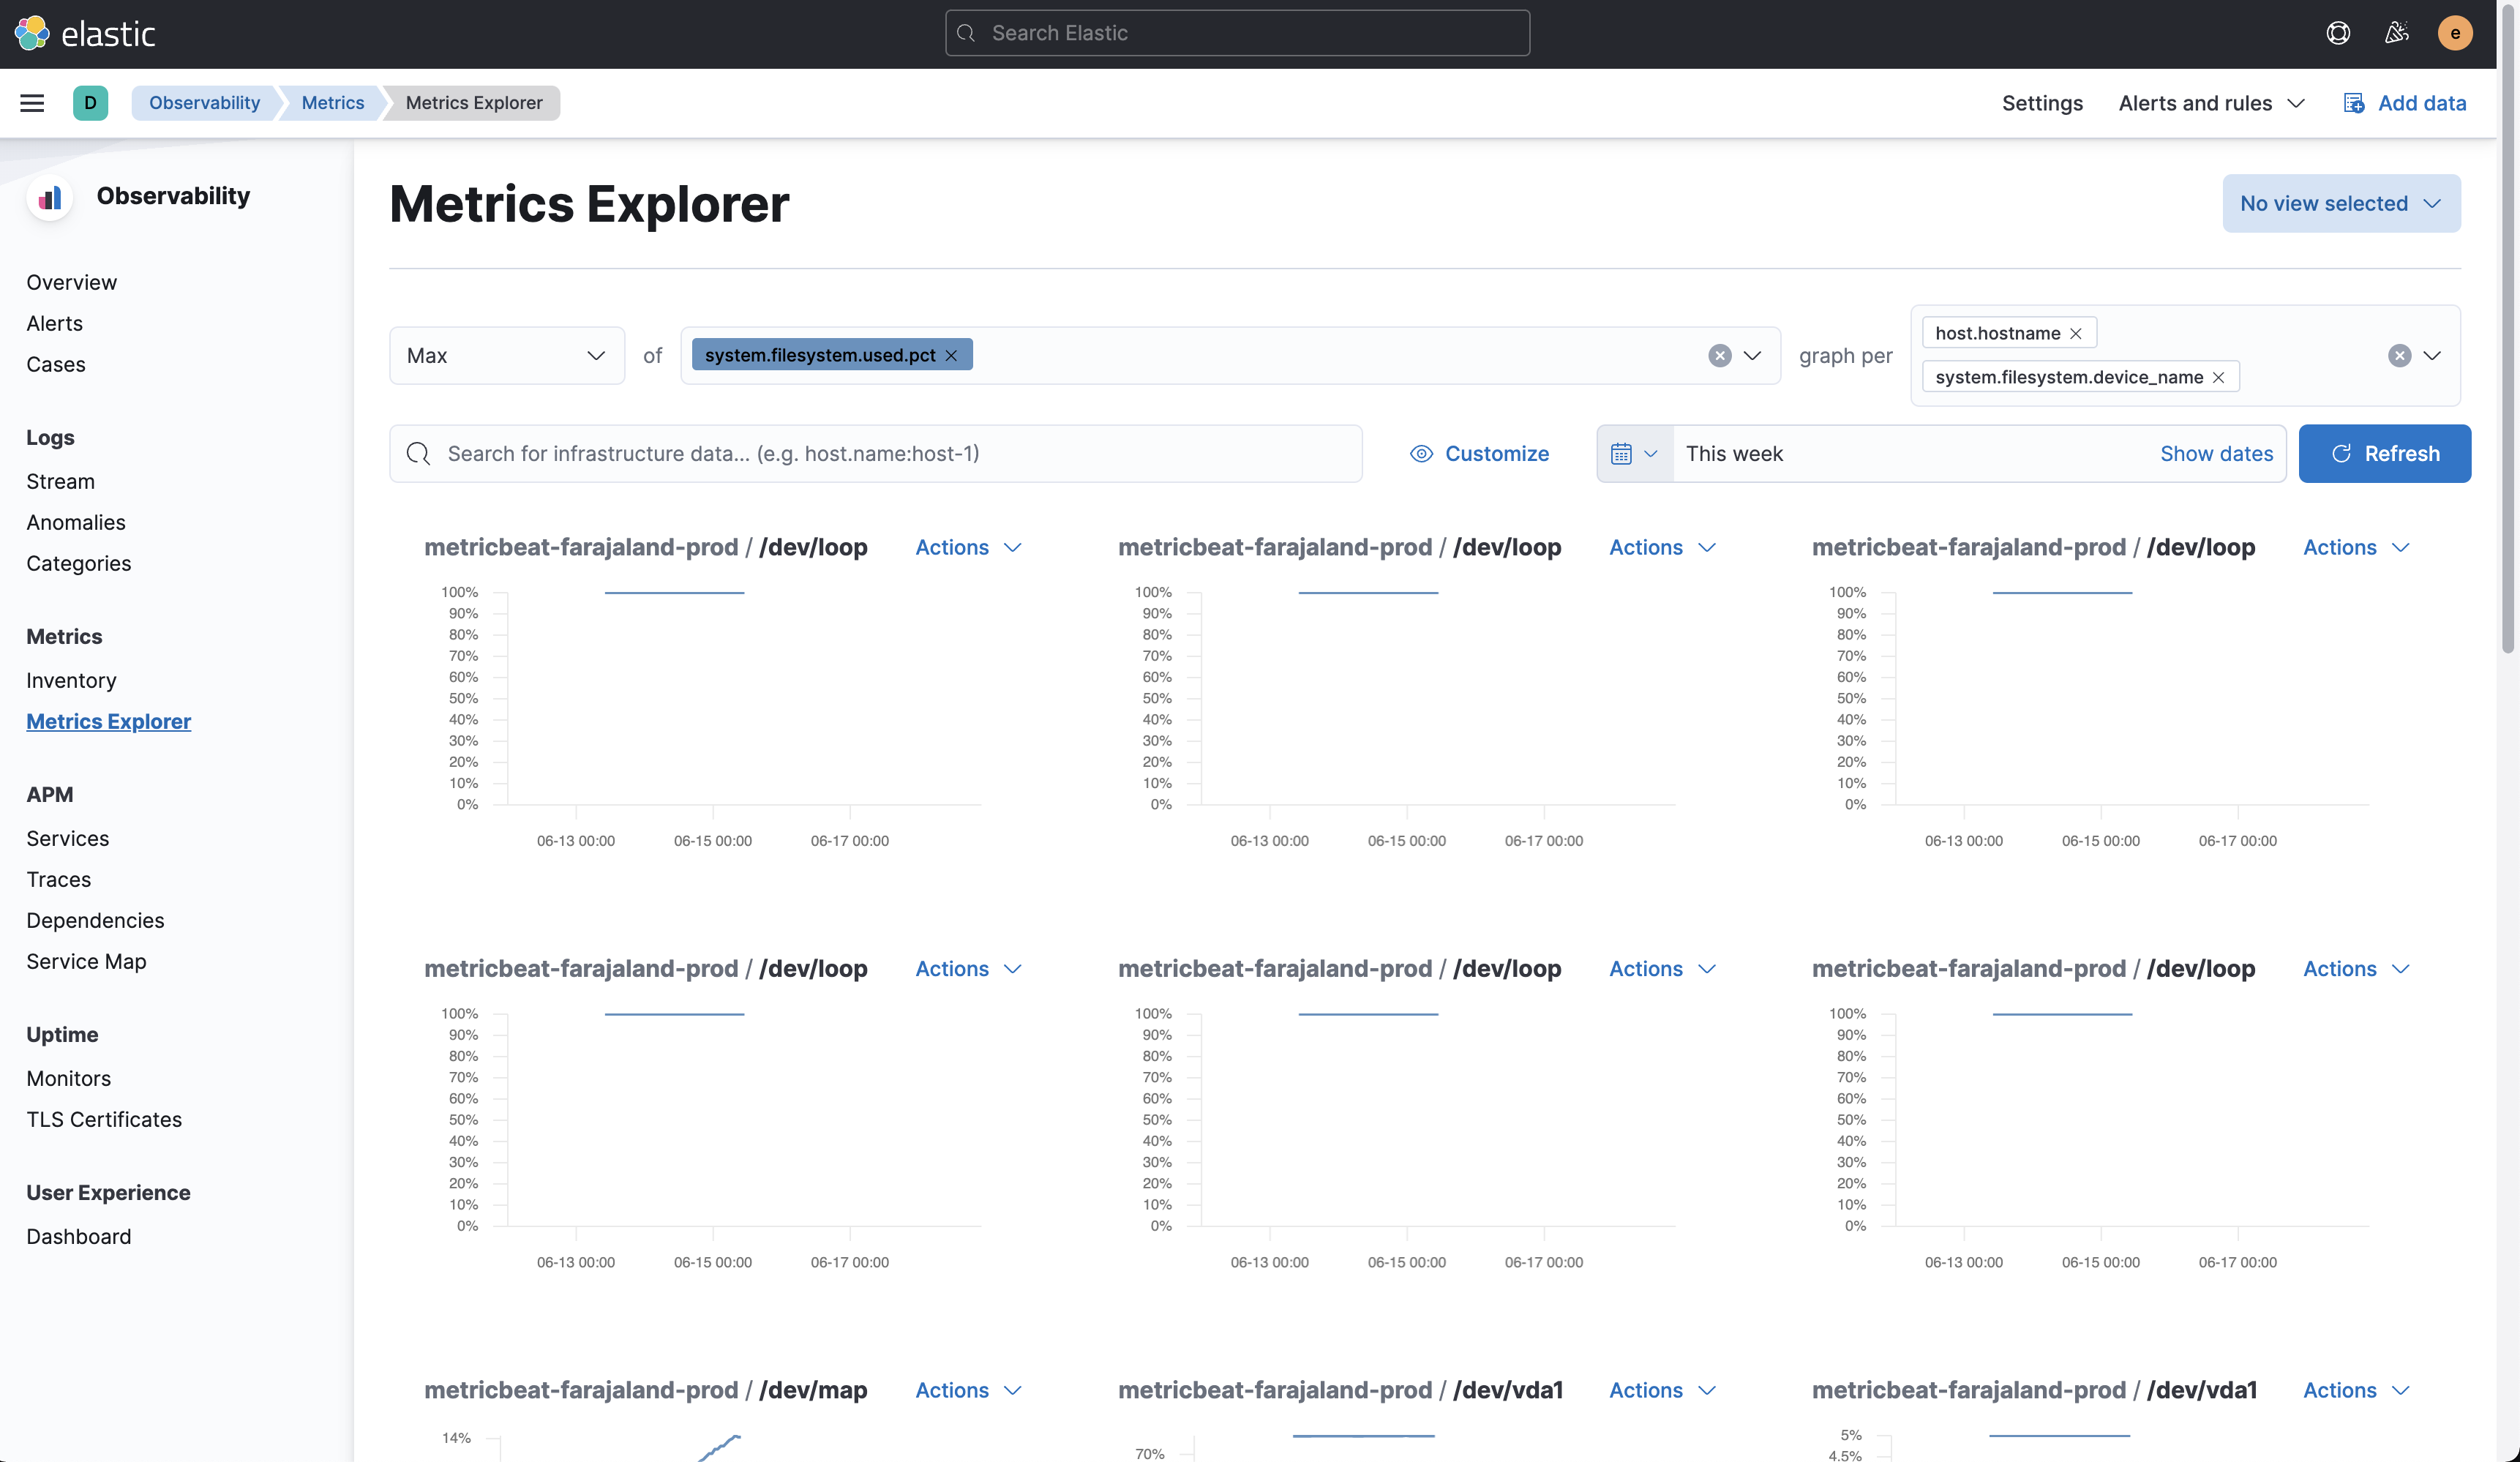 elastic
Search Elastic
e
D
Observability
Metrics
Metrics Explorer
Settings
Alerts and rules
Add data
Observability
Overview
Alerts
Cases
Logs
Stream
Anomalies
Categories
Metrics
Inventory
Metrics Explorer
APM
Services
Traces
Dependencies
Service Map
Uptime
Monitors
TLS Certificates
User Experience
Dashboard
Metrics Explorer
No view selected
Max
of
system.filesystem.used.pct
graph per
host.hostname
system.filesystem.device_name
Search for infrastructure data... (e.g. host.name:host-1)
Customize
This week
Show dates
Refresh
metricbeat-farajaland-prod / /dev/loop
Actions
100%
90%
80%
70%
60%
50%
40%
30%
20%
10%
0%
06-13 00:00
06-15 00:00
06-17 00:00
metricbeat-farajaland-prod / /dev/loop
Actions
100%
90%
80%
70%
60%
50%
40%
30%
20%
10%
0%
06-13 00:00
06-15 00:00
06-17 00:00
metricbeat-farajaland-prod / /dev/loop
Actions
100%
90%
80%
70%
60%
50%
40%
30%
20%
10%
0%
06-13 00:00
06-15 00:00
06-17 00:00
metricbeat-farajaland-prod / /dev/loop
Actions
100%
90%
80%
70%
60%
50%
40%
30%
20%
10%
0%
06-13 00:00
06-15 00:00
06-17 00:00
metricbeat-farajaland-prod / /dev/loop
Actions
100%
90%
80%
70%
60%
50%
40%
30%
20%
10%
0%
06-13 00:00
06-15 00:00
06-17 00:00
metricbeat-farajaland-prod / /dev/loop
Actions
100%
90%
80%
70%
60%
50%
40%
30%
20%
10%
0%
06-13 00:00
06-15 00:00
06-17 00:00
metricbeat-farajaland-prod / /dev/map
Actions
14%
metricbeat-farajaland-prod / /dev/vda1
Actions
70%
metricbeat-farajaland-prod / /dev/vda1
Actions
5%
4.5%